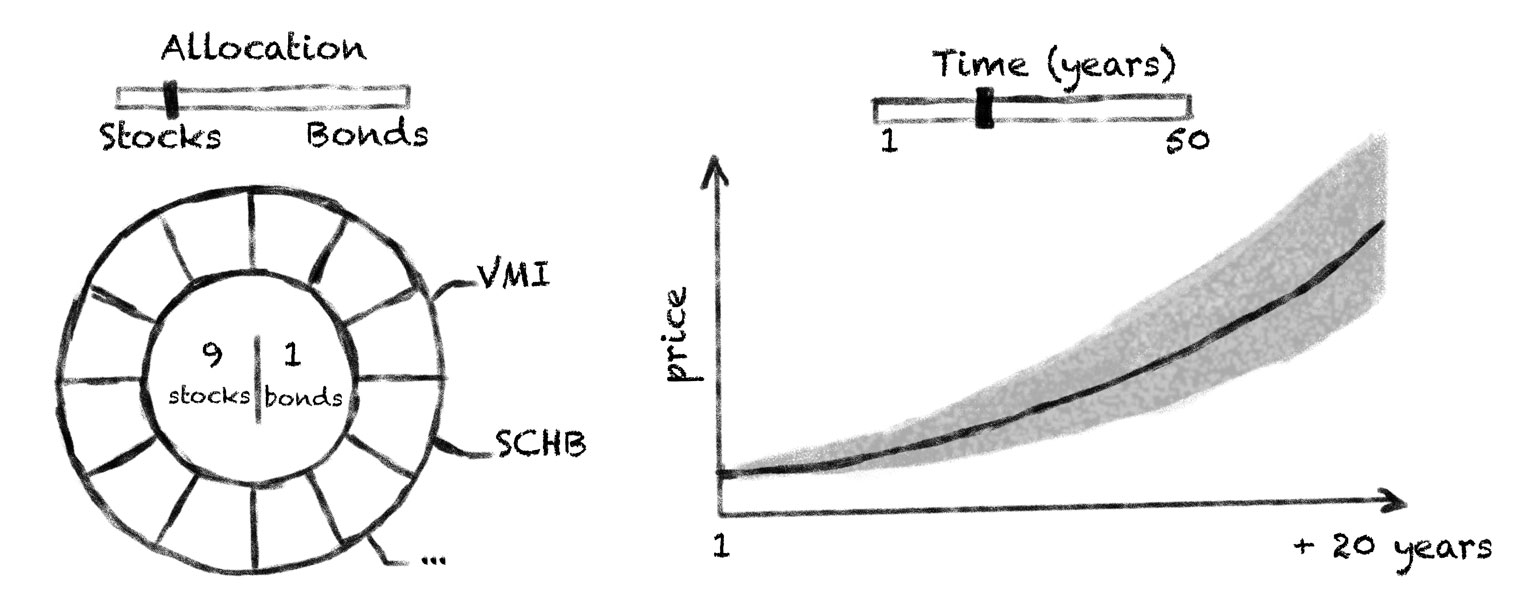 Allocation
Stocks Bonds
9 1
stocks bonds
VMI
SCHB
...
Time (years)
1 50
price
1 + 20 years